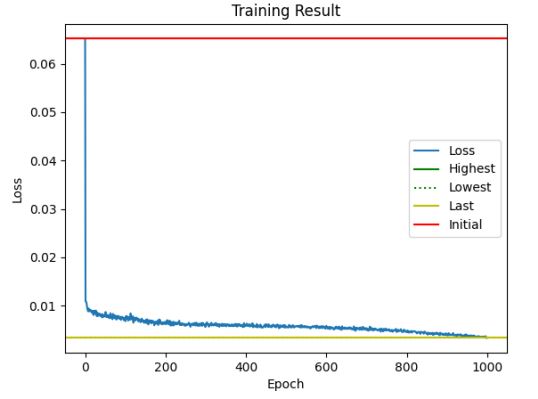 Training Result
0.06
0.05
0.04
0.03
0.02
0.01
Loss
Loss
Highest
Lowest
Last
Initial
0 200 400 600 800 1000
Epoch